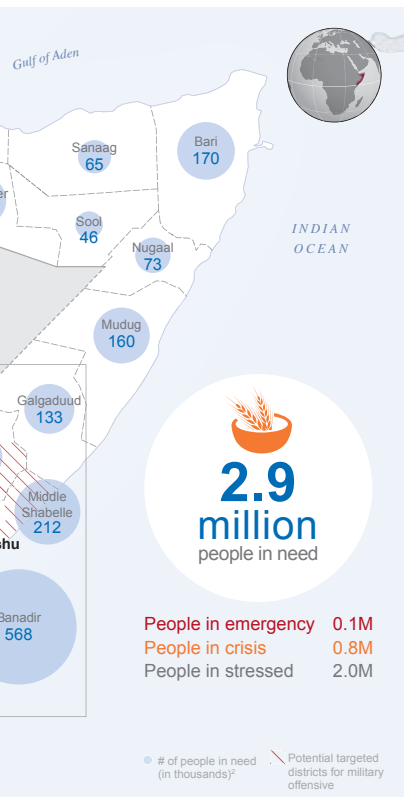 Gulf of Aden
Sanaag
65
Bari
170
er
Sool
46
INDIAN
OCEAN
Nugaal
73
Mudug
160
Galgaduud
133
2.9
million
people in need
Middle
Shabelle
212
shu
Banadir
568
People in emergency 0.1M
People in crisis 0.8M
People in stressed 2.0M
# of people in need
(in thousands)2
Potential targeted
districts for military
offensive